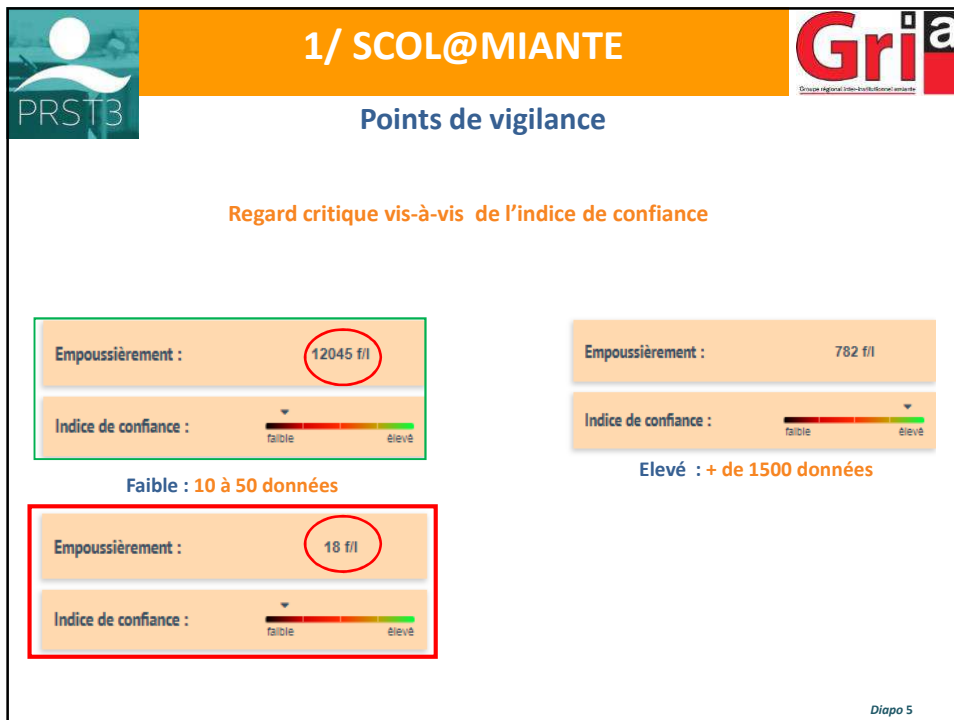 PRST3
1/ SCOL@MIANTE
Gria
Groupe régional inter-institutionnel amiante
Points de vigilance
Regard critique vis-à-vis de l’indice de confiance
Empoussièrement :
12045 f/l
Indice de confiance :
faible
élevé
Faible : 10 à 50 données
Empoussièrement :
18 f/l
Indice de confiance :
faible
élevé
Empoussièrement :
782 f/l
Indice de confiance :
faible
élevé
Elevé : + de 1500 données
Diapo 5